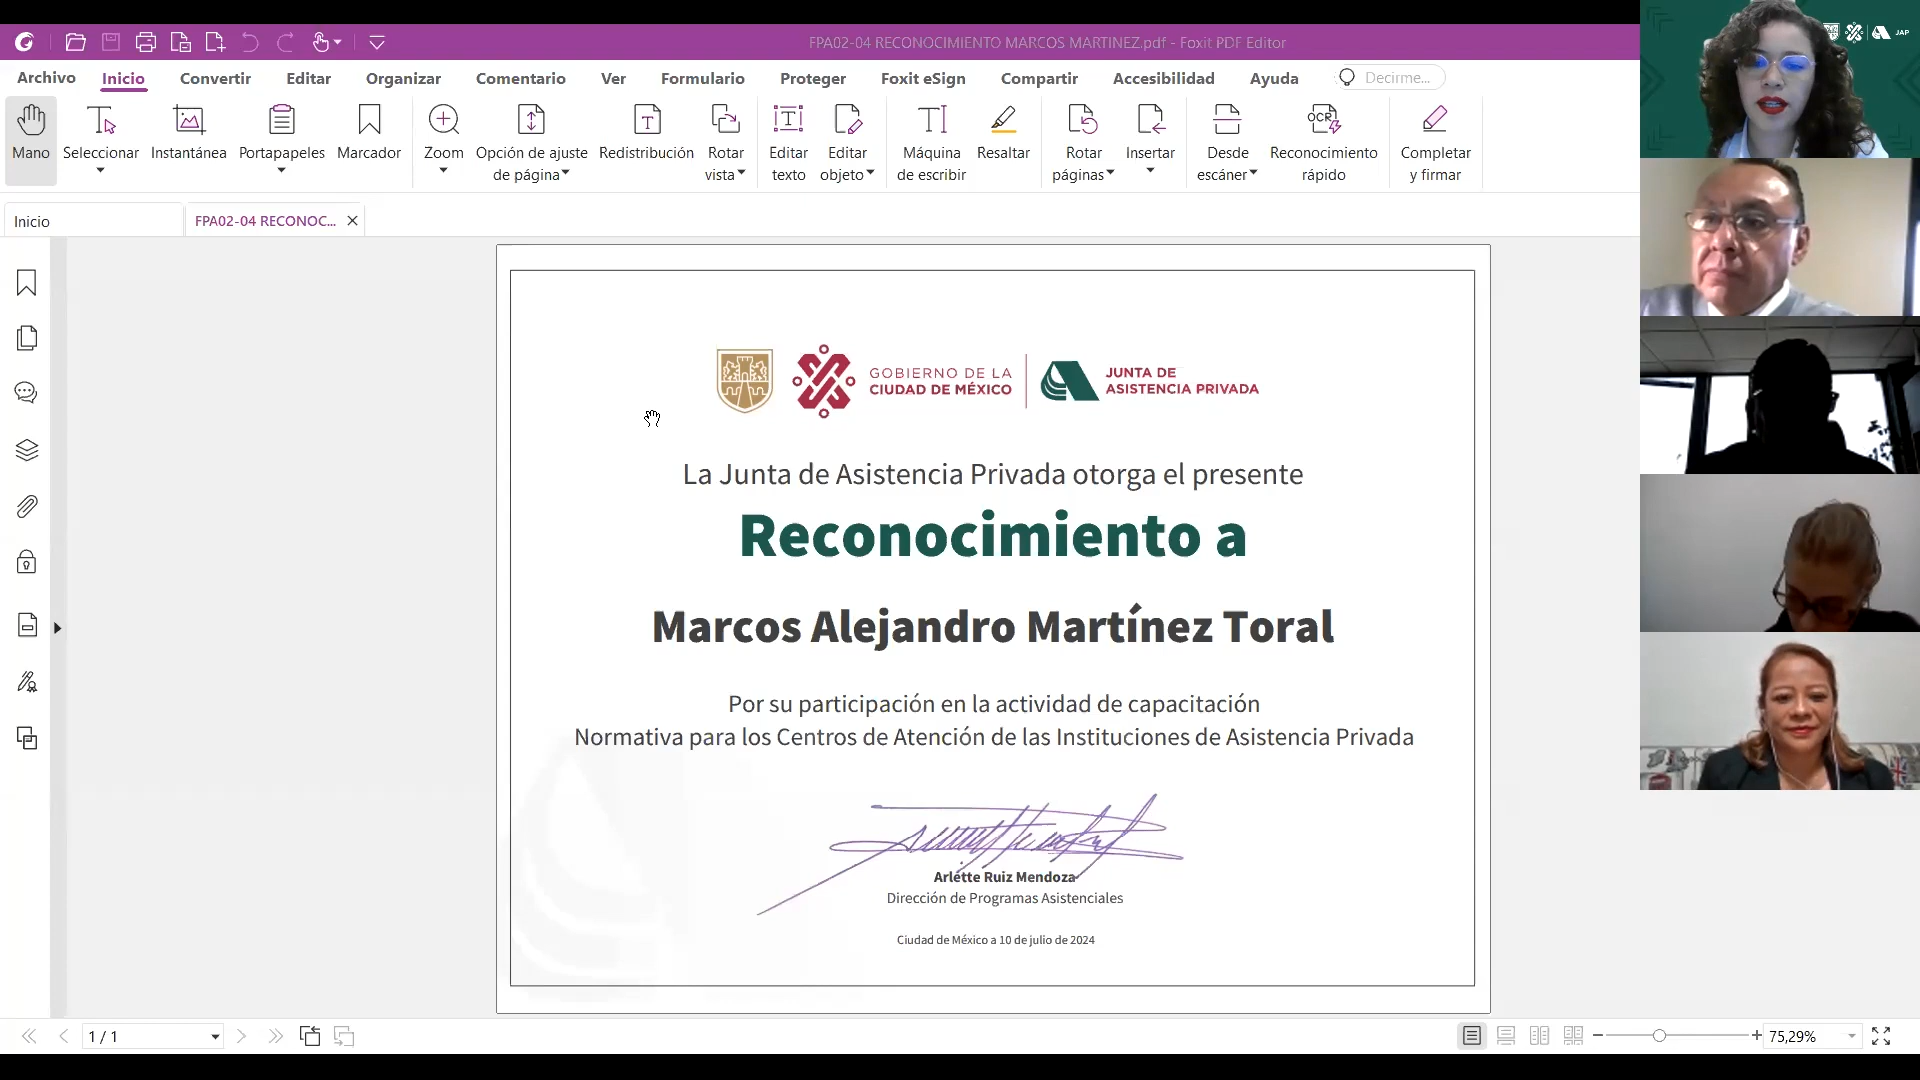 FPA02-04 RECONOCIMIENTO MARCOS MARTINEZ.pdf - Foxit PDF Editor
Archivo Inicio Convertir Editar Organizar Comentario Ver Formulario Proteger Foxit eSign Compartir Accesibilidad Ayuda Decirme...
Mano Seleccionar Instantánea Portapapeles Marcador Zoom Opción de ajuste de página Redistribución Rotar vista Editar texto Editar objeto Máquina de escribir Resaltar Rotar páginas Insertar Desde escáner OCR Reconocimiento rápido Completar y firmar
Inicio FPA02-04 RECONOC...
GOBIERNO DE LA
CIUDAD DE MÉXICO
JUNTA DE
ASISTENCIA PRIVADA
La Junta de Asistencia Privada otorga el presente
Reconocimiento a
Marcos Alejandro Martínez Toral
Por su participación en la actividad de capacitación
Normativa para los Centros de Atención de las Instituciones de Asistencia Privada
Arlette Ruiz Mendoza
Dirección de Programas Asistenciales
Ciudad de México a 10 de julio de 2024
1 / 1
75,29%
JAP